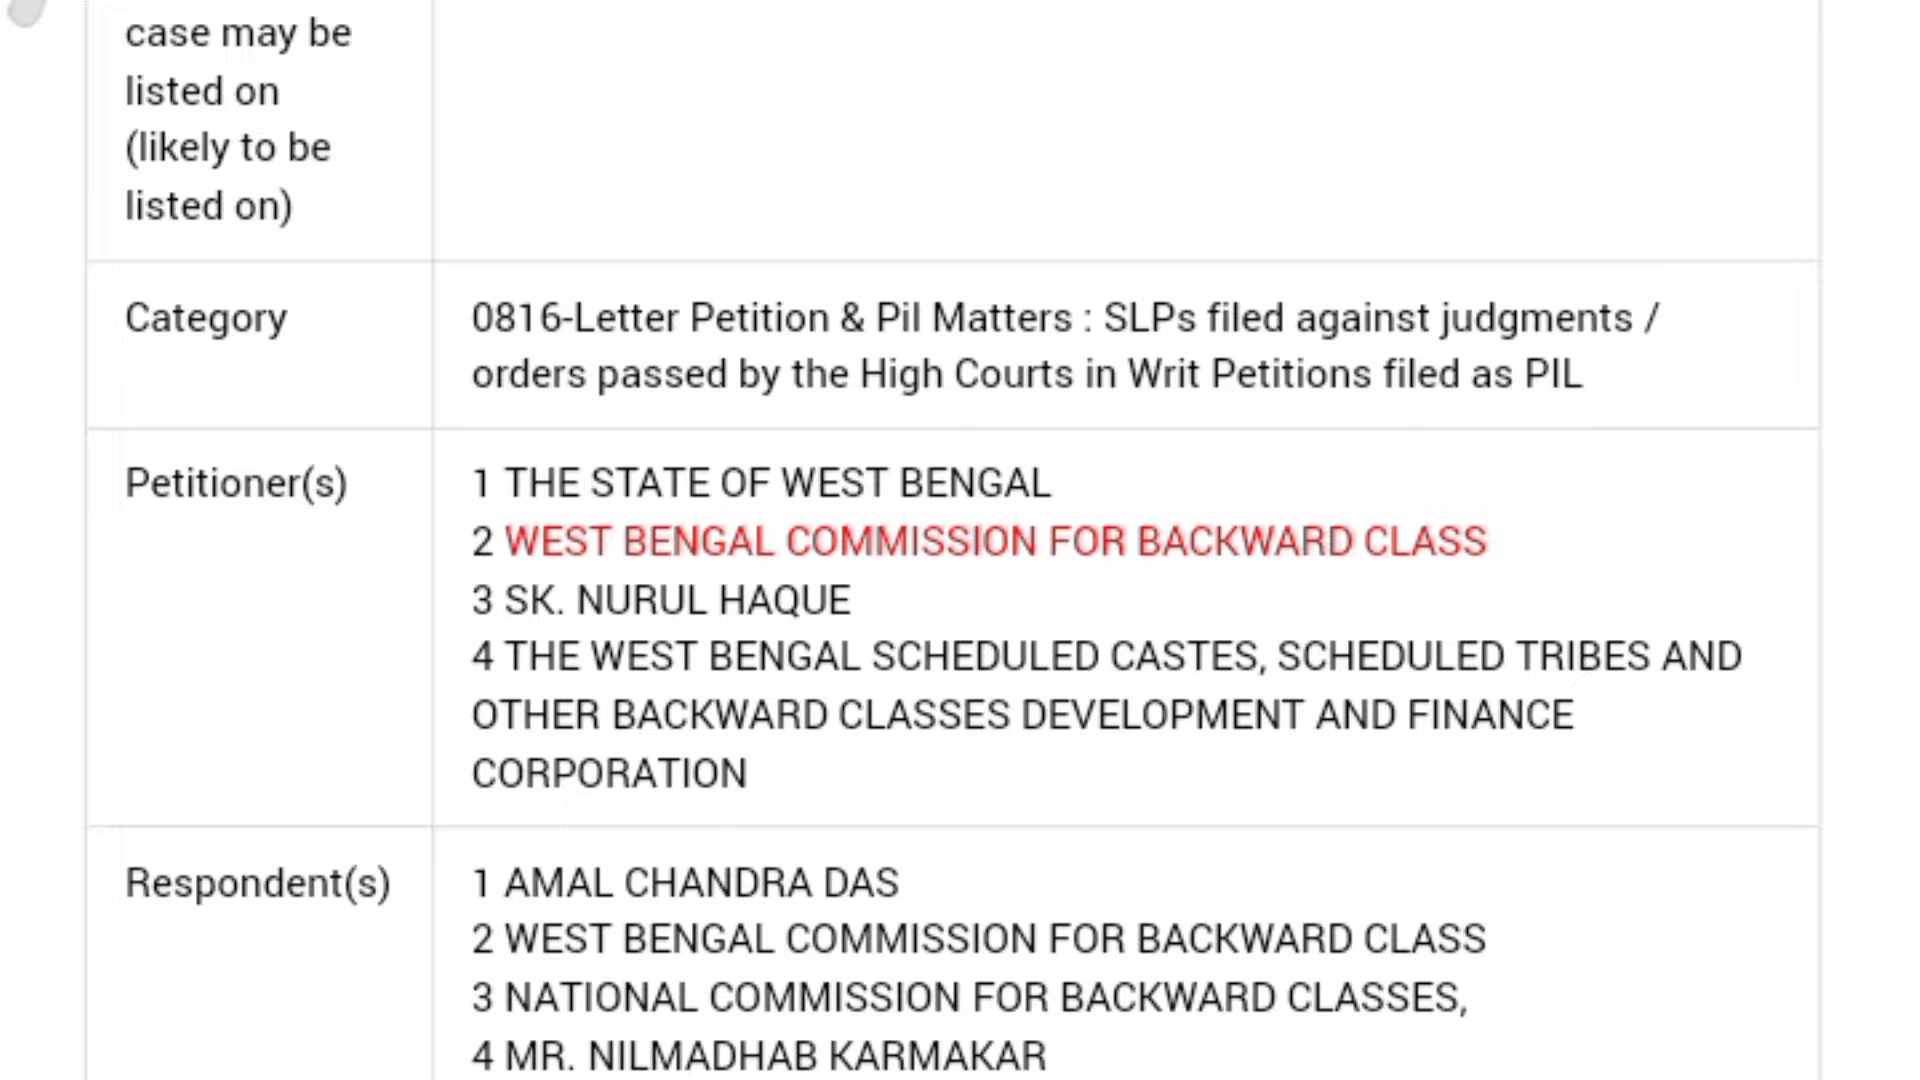 case may be
listed on
(likely to be
listed on)
Category
0816-Letter Petition & Pil Matters : SLPs filed against judgments /
orders passed by the High Courts in Writ Petitions filed as PIL
Petitioner(s)
1 THE STATE OF WEST BENGAL
2 WEST BENGAL COMMISSION FOR BACKWARD CLASS
3 SK. NURUL HAQUE
4 THE WEST BENGAL SCHEDULED CASTES, SCHEDULED TRIBES AND
OTHER BACKWARD CLASSES DEVELOPMENT AND FINANCE
CORPORATION
Respondent(s)
1 AMAL CHANDRA DAS
2 WEST BENGAL COMMISSION FOR BACKWARD CLASS
3 NATIONAL COMMISSION FOR BACKWARD CLASSES,
4 MR. NILMADHAB KARMAKAR